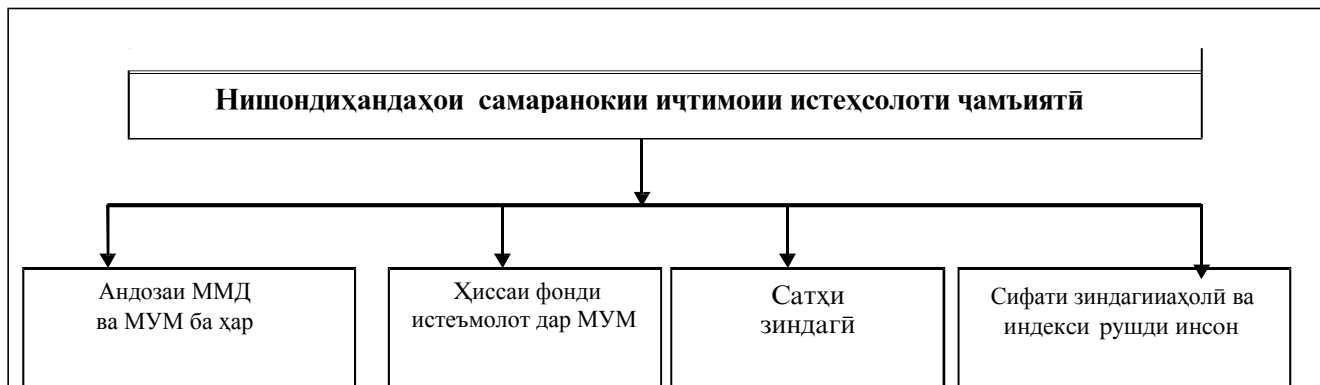 Нишондиҳандаҳои самаранокии иҷтимоии истеҳсолоти ҷамъиятӣ
Андозаи ММД
ва МУМ ба ҳар
Ҳиссаи фонди
истеъмолот дар МУМ
Сатҳи
зиндагӣ
Сифати зиндагииаҳолӣ ва
индекси рушди инсон